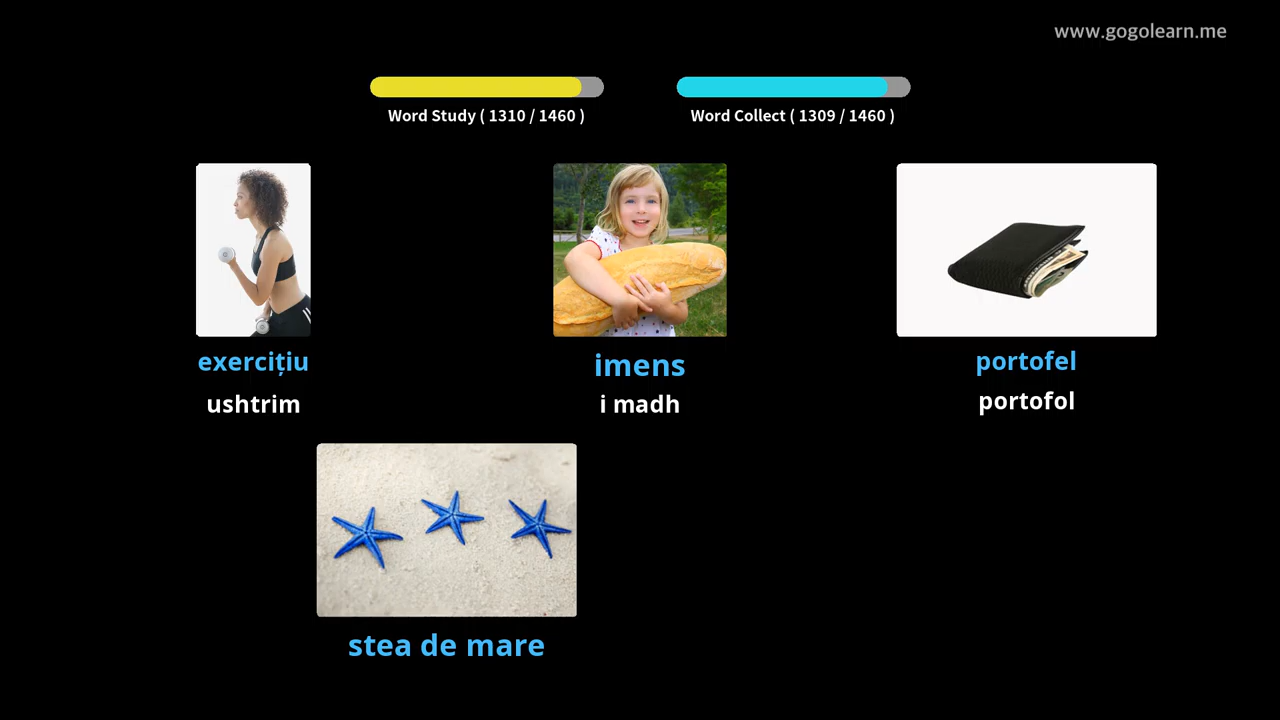 www.gogolearn.me
Word Study ( 1310 / 1460 )
Word Collect ( 1309 / 1460 )
exercițiu
ushtrim
imens
i madh
portofel
portofol
stea de mare